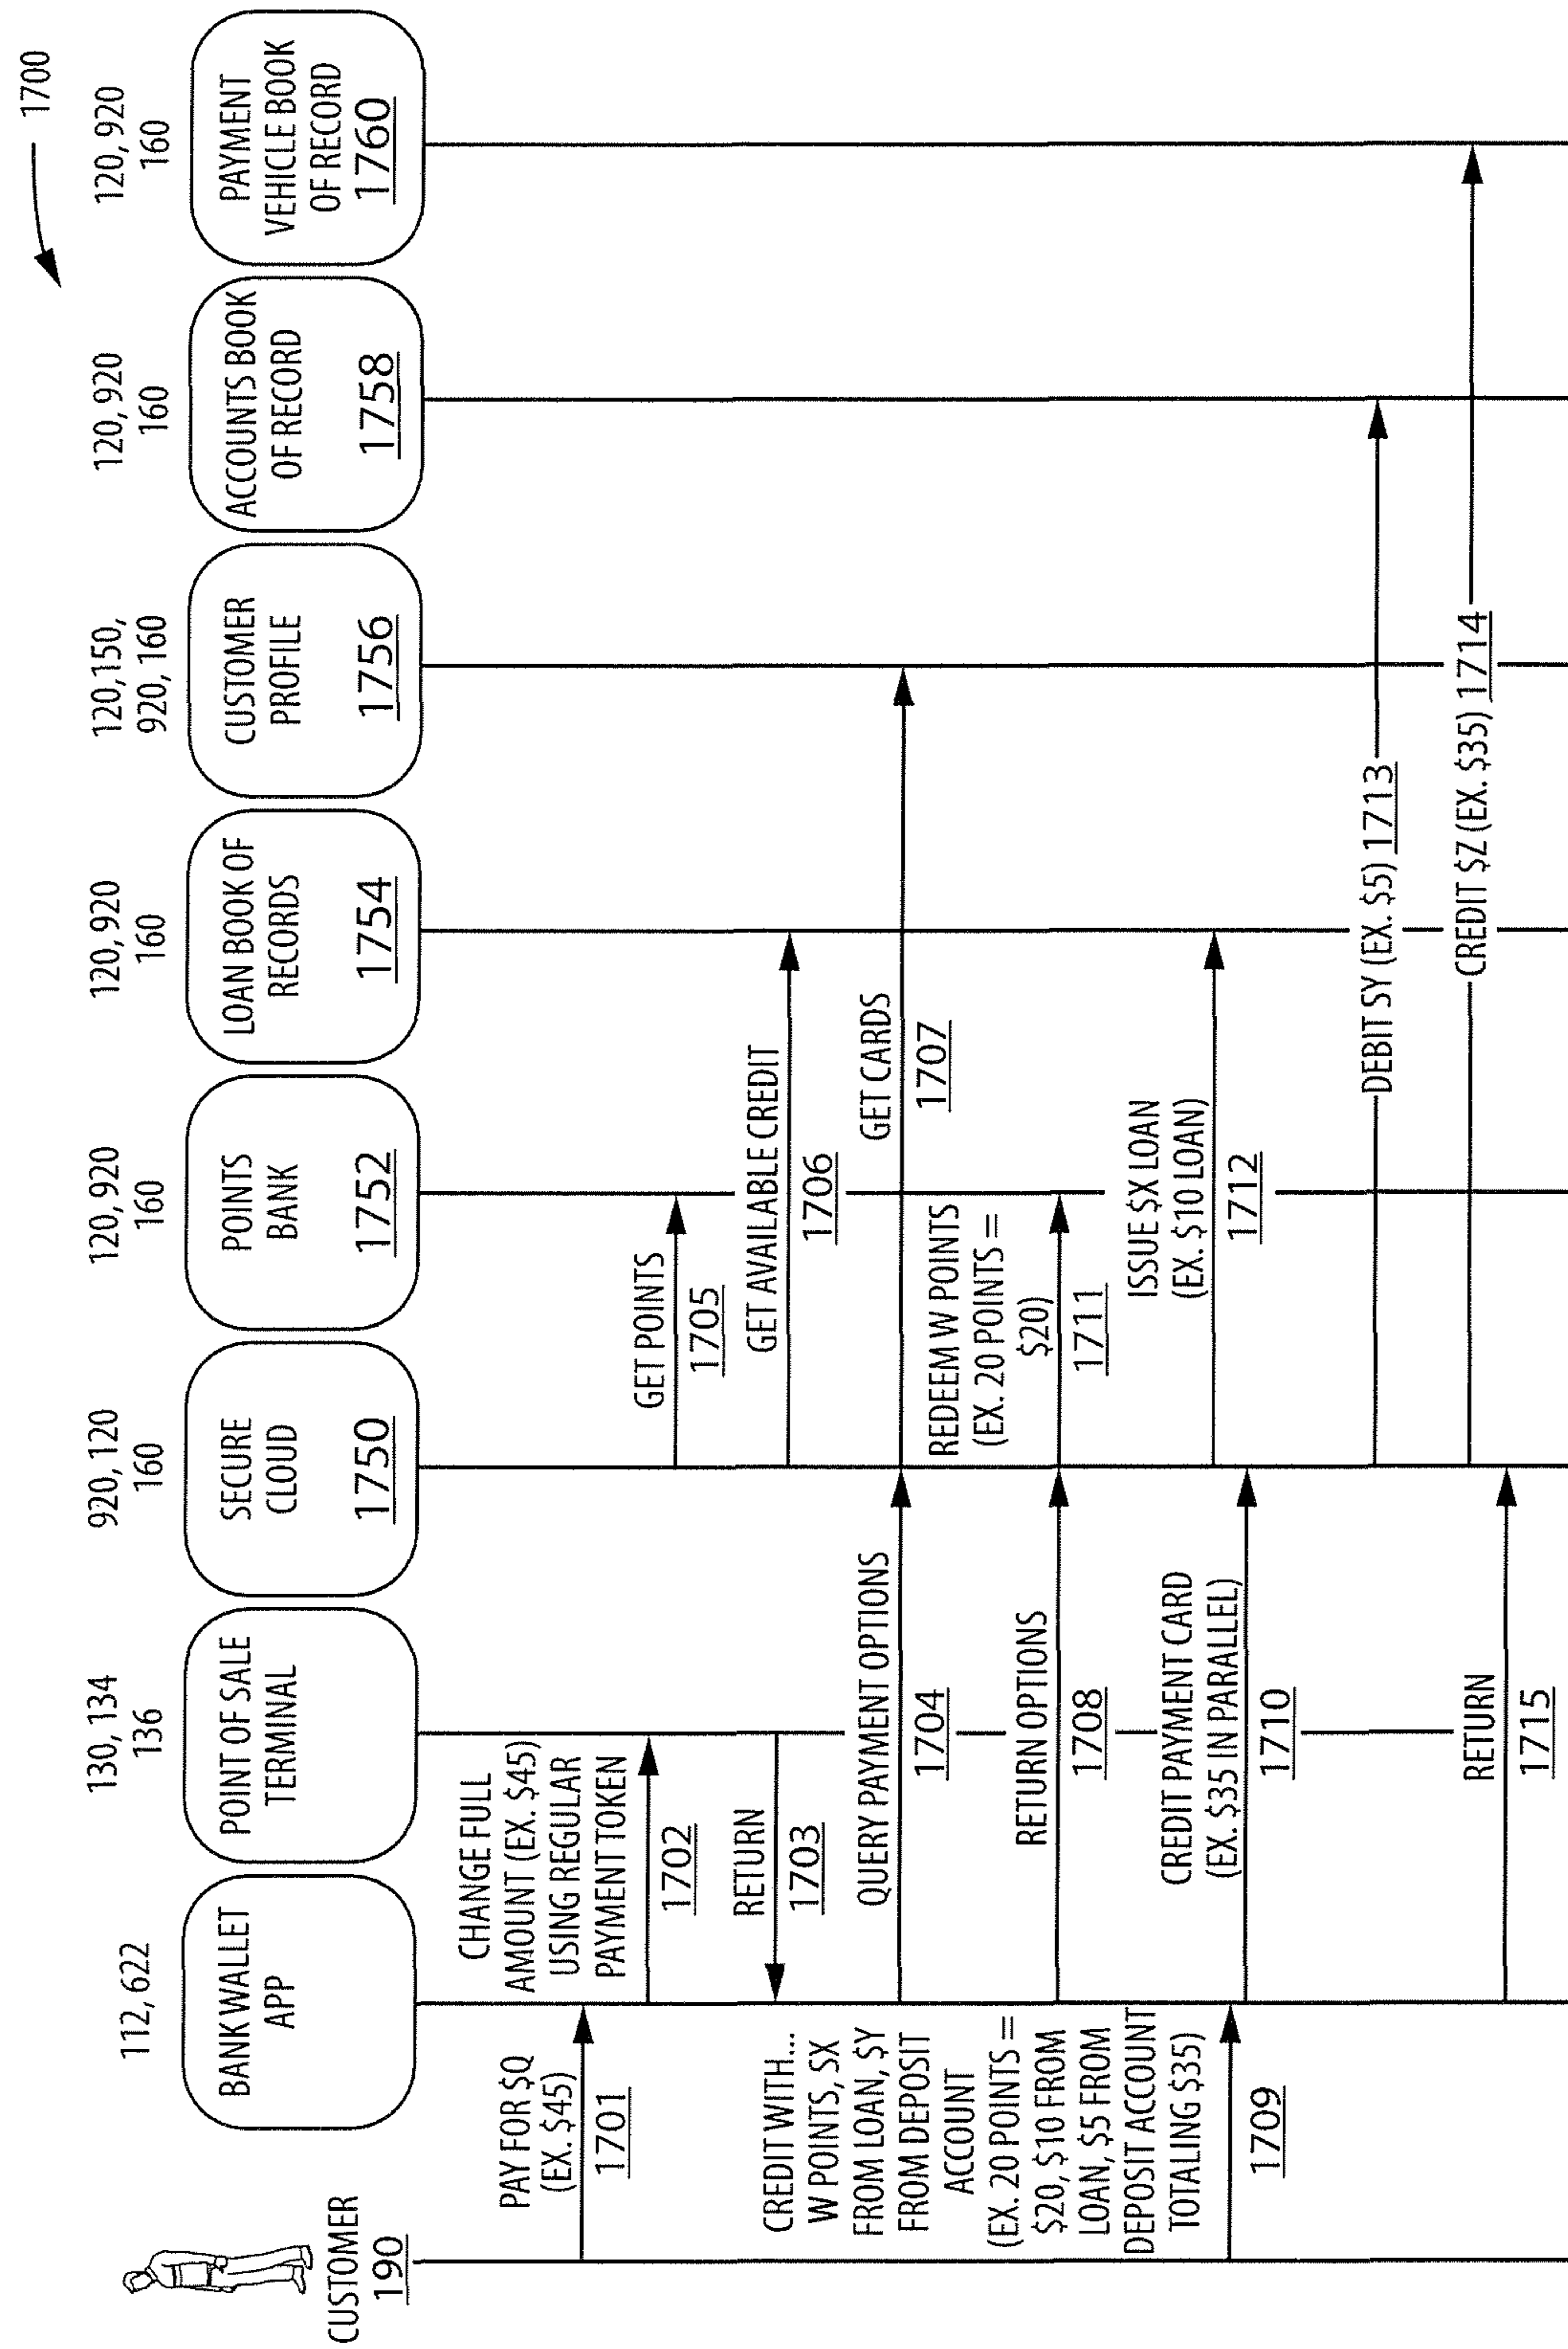 1700
CUSTOMER
190
112, 622
BANK WALLET
APP
130, 134
136
POINT OF SALE
TERMINAL
920, 120
160
SECURE
CLOUD
1750
120, 920
160
POINTS
BANK
1752
120, 920
160
LOAN BOOK OF
RECORDS
1754
120,150,
920, 160
CUSTOMER
PROFILE
1756
120, 920
160
ACCOUNTS BOOK
OF RECORD
1758
120, 920
160
PAYMENT
VEHICLE BOOK
OF RECORD
1760
PAY FOR $Q
(EX. $45)
1701
CHANGE FULL
AMOUNT (EX. $45)
USING REGULAR
PAYMENT TOKEN
1702
RETURN
1703
QUERY PAYMENT OPTIONS
1704
GET POINTS
1705
GET AVAILABLE CREDIT
1706
GET CARDS
1707
RETURN OPTIONS
1708
CREDIT WITH...
W POINTS, SX
FROM LOAN, $Y
FROM DEPOSIT
ACCOUNT
(EX. 20 POINTS =
$20, $10 FROM
LOAN, $5 FROM
DEPOSIT ACCOUNT
TOTALING $35)
1709
CREDIT PAYMENT CARD
(EX. $35 IN PARALLEL)
1710
REDEEM W POINTS
(EX. 20 POINTS =
$20)
1711
ISSUE $X LOAN
(EX. $10 LOAN)
1712
DEBIT SY (EX. $5) 1713
CREDIT $Z (EX. $35) 1714
RETURN
1715